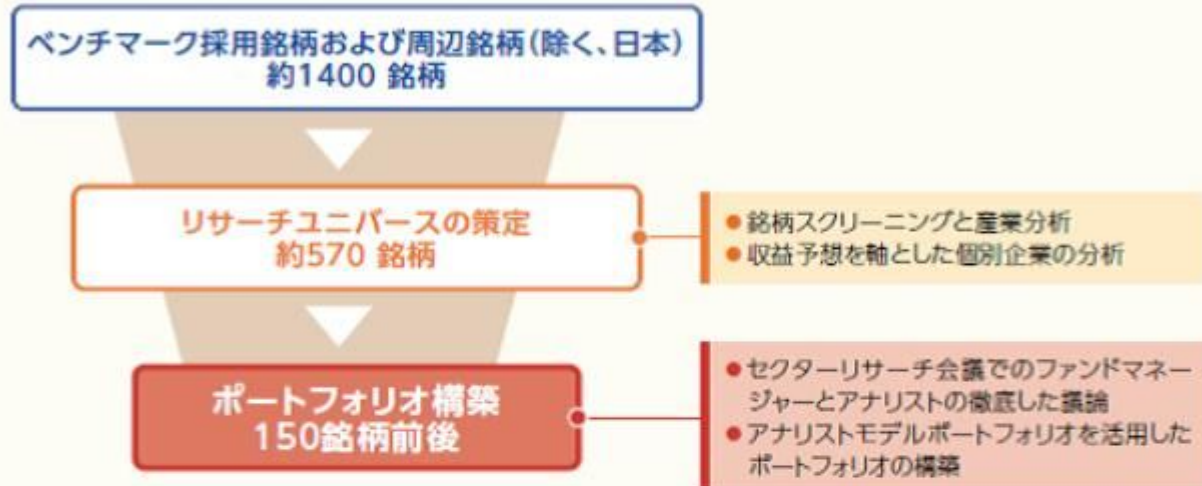 ベンチマーク採用銘柄および周辺銘柄(除く、日本)
約1400 銘柄
リサーチユニバースの策定
約570 銘柄
●銘柄スクリーニングと産業分析
●収益予想を軸とした個別企業の分析
ポートフォリオ構築
150銘柄前後
●セクターリサーチ会議でのファンドマネー
ジャーとアナリストの徹底した議論
●アナリストモデルポートフォリオを活用した
ポートフォリオの構築